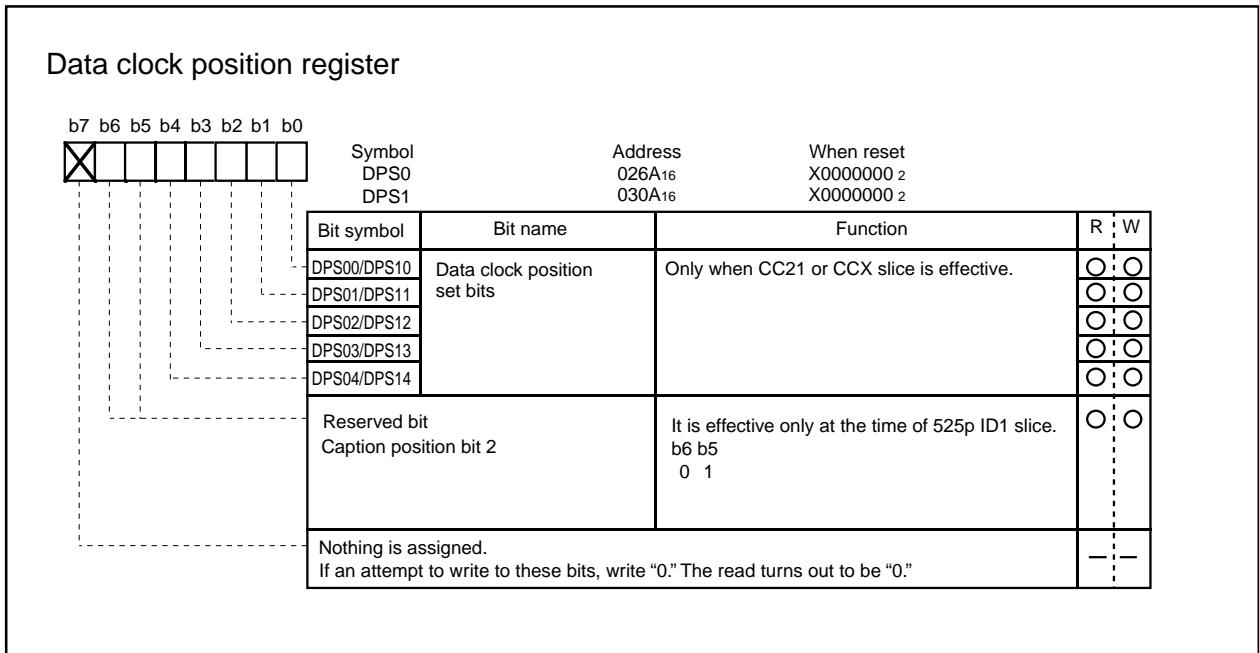 Data clock position register
b7 b6 b5 b4 b3 b2 b1 b0
Symbol Address When reset
DPS0 026A16 X0000000 2
DPS1 030A16 X0000000 2
Bit symbol Bit name Function R W
DPS00/DPS10 Data clock position Only when CC21 or CCX slice is effective.
DPS01/DPS11 set bits
DPS02/DPS12
DPS03/DPS13
DPS04/DPS14
Reserved bit It is effective only at the time of 525p ID1 slice.
Caption position bit 2 b6 b5
0 1
Nothing is assigned.
If an attempt to write to these bits, write “0.” The read turns out to be “0.”